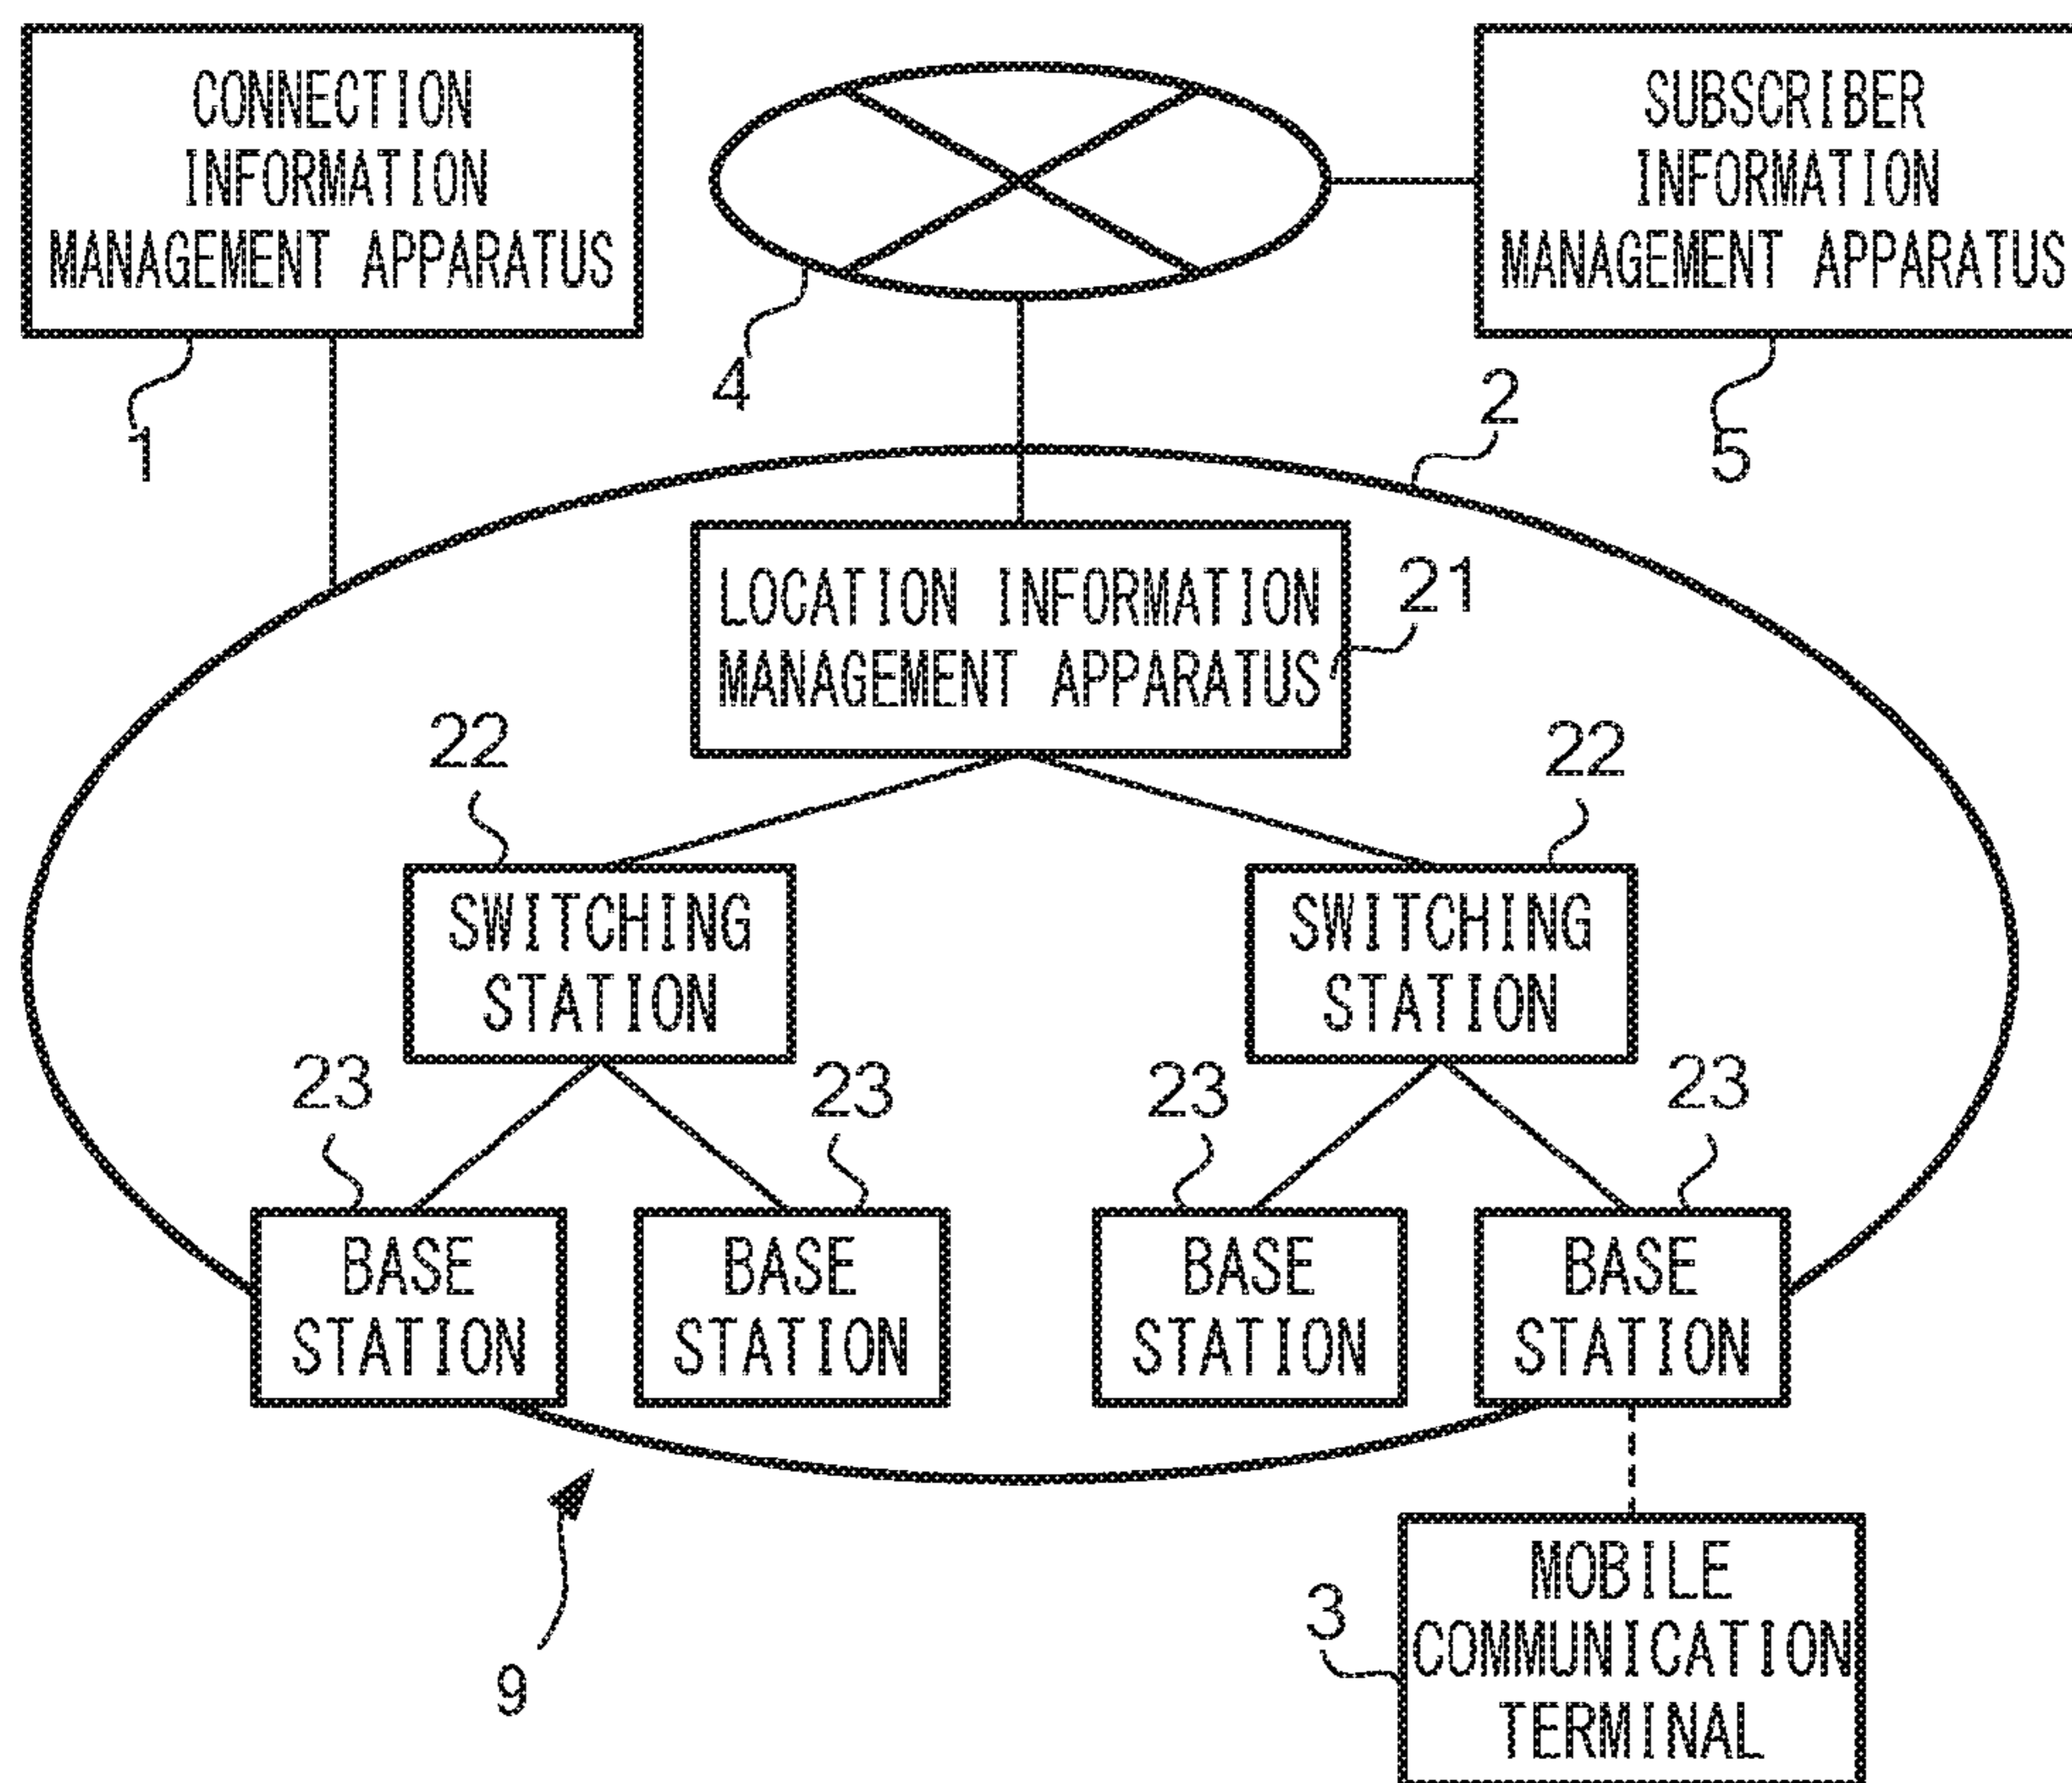 CONNECTION
INFORMATION
MANAGEMENT APPARATUS
SUBSCRIBER
INFORMATION
MANAGEMENT APPARATUS
1
4
2
5
LOCATION INFORMATION
MANAGEMENT APPARATUS
21
22
22
SWITCHING
STATION
SWITCHING
STATION
23
23
23
23
BASE
STATION
BASE
STATION
BASE
STATION
BASE
STATION
9
3
MOBILE
COMMUNICATION
TERMINAL